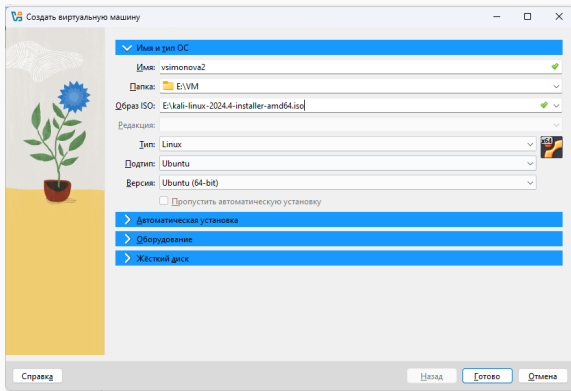 Создать виртуальную машину
Имя и тип ОС
Имя: vsimonova2
Папка: E:\VM
Образ ISO: E:\kali-linux-2024.4-installer-amd64.iso
Редакция:
Тип: Linux
Подтип: Ubuntu
Версия: Ubuntu (64-bit)
Пропустить автоматическую установку
Автоматическая установка
Оборудование
Жёсткий диск
Справка Назад Готово Отмена